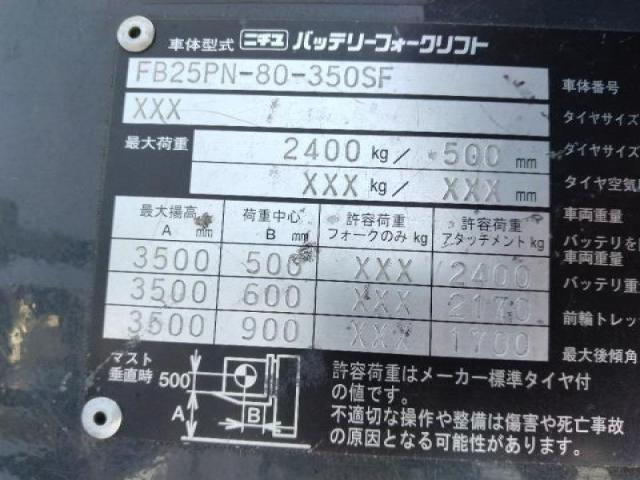 車体型式 ニチユ バッテリーフォークリフト
FB25PN-80-350SF
車体番号
XXX
タイヤサイズ
最大荷重 2400 kg/ 500 mm
タイヤサイズ
XXX kg/ XXX mm
タイヤ空気
最大揚高 荷重中心 許容荷重 許容荷重
車両重量
A mm B mm フォークのみ kg アタッチメント kg
バッテリを
車両重量
3500 500 XXX 2400
バッテリ重
3500 600 XXX 2170
前輪トレッ
3500 900 XXX 1700
最大後傾角
マスト
垂直時 500
A B
許容荷重はメーカー標準タイヤ付
の値です。
不適切な操作や整備は傷害や死亡事故
の原因となる可能性があります。